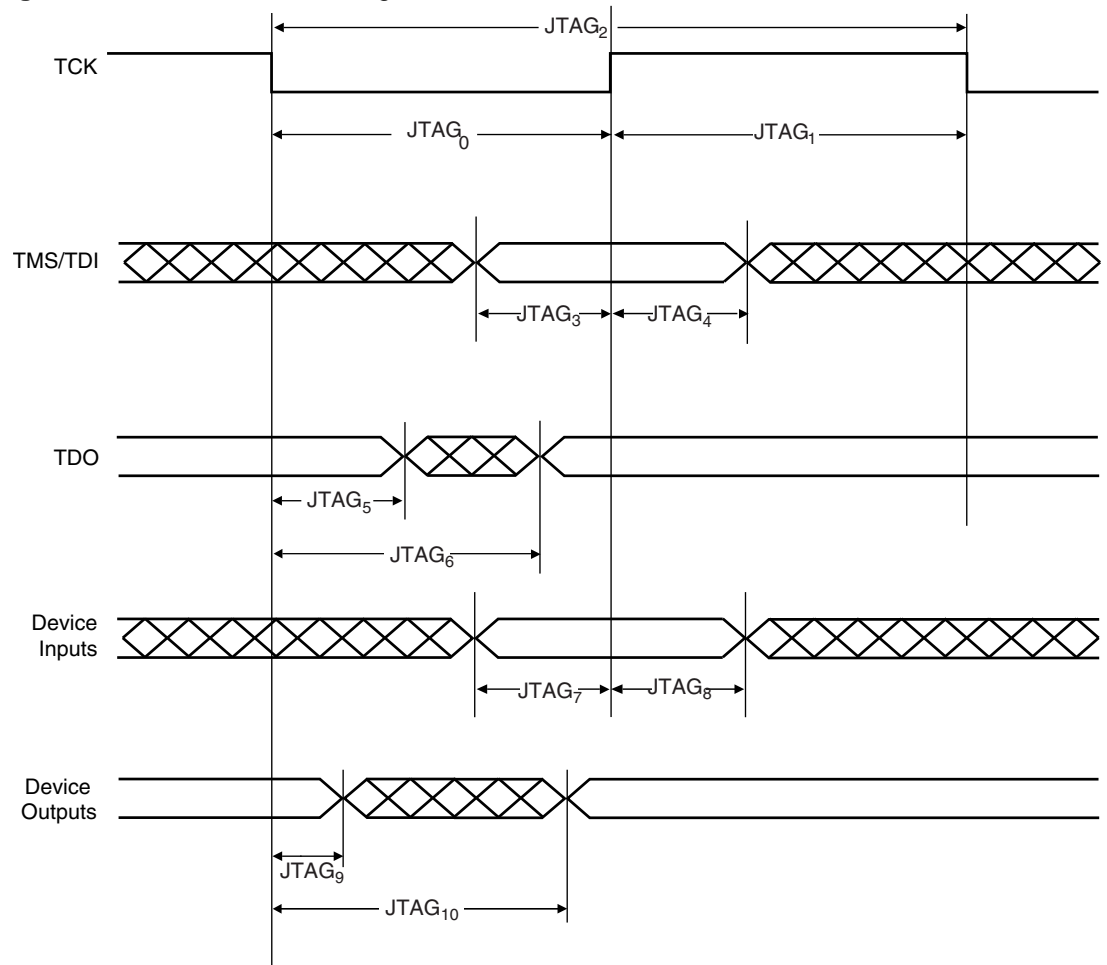 JTAG₂
TCK
JTAG₀
JTAG₁
TMS/TDI
JTAG₃
JTAG₄
TDO
JTAG₅
JTAG₆
Device
Inputs
JTAG₇
JTAG₈
Device
Outputs
JTAG₉
JTAG₁₀